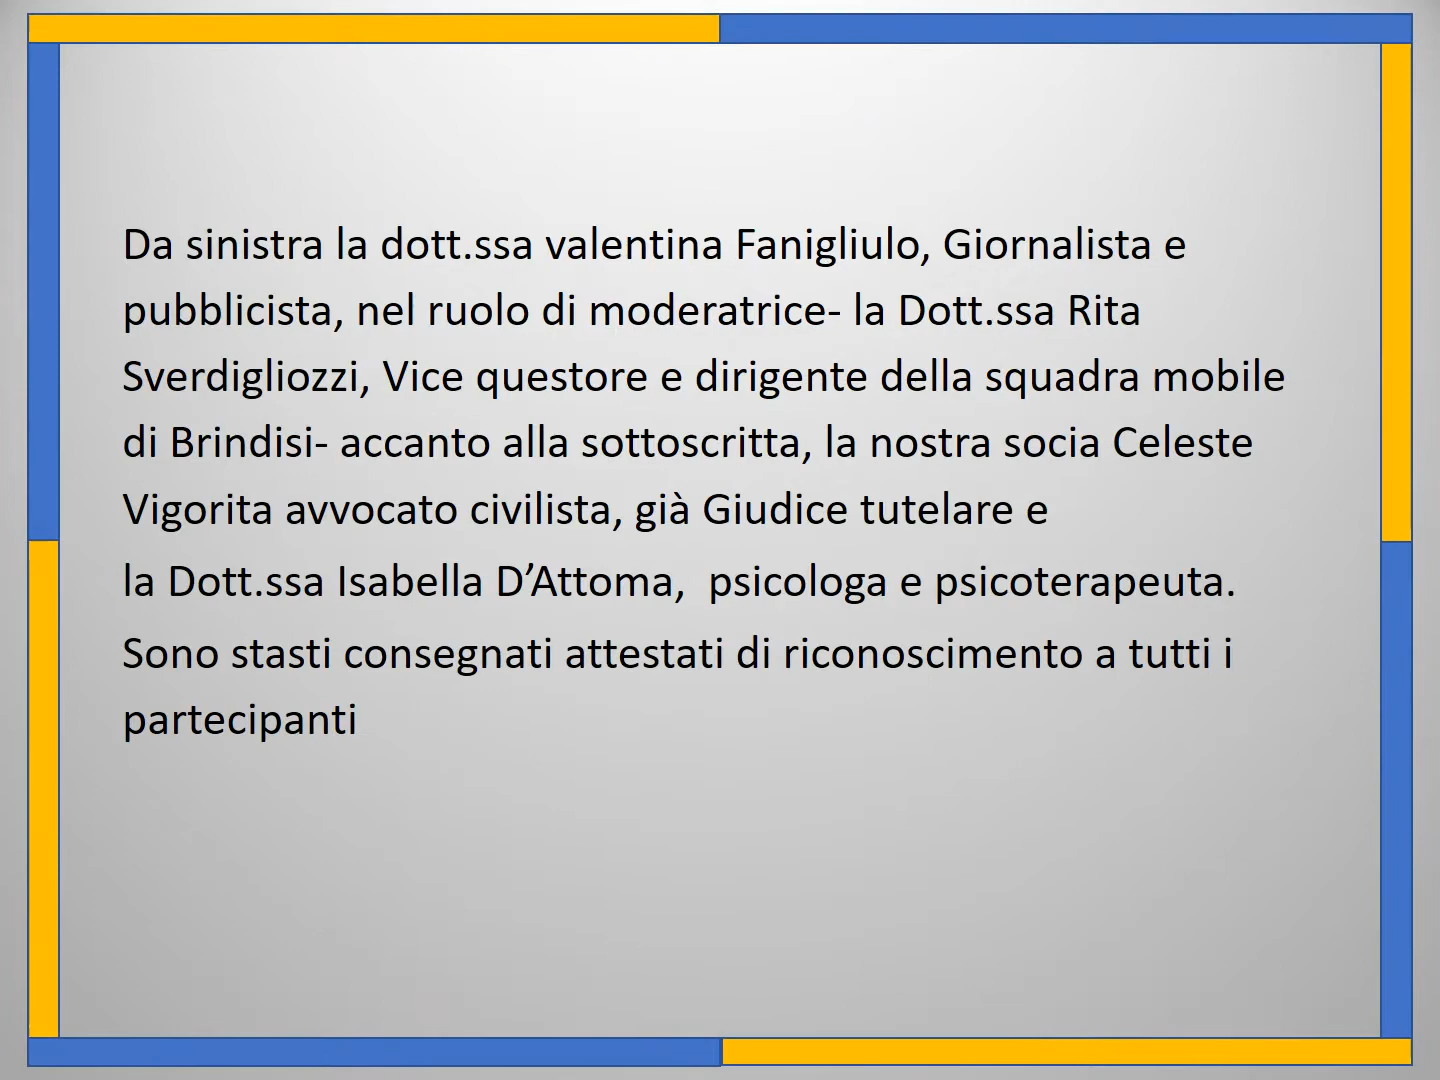 Da sinistra la dott.ssa valentina Fanigliulo, Giornalista e
pubblicista, nel ruolo di moderatrice- la Dott.ssa Rita
Sverdigliozzi, Vice questore e dirigente della squadra mobile
di Brindisi- accanto alla sottoscritta, la nostra socia Celeste
Vigorita avvocato civilista, già Giudice tutelare e
la Dott.ssa Isabella D’Attoma,  psicologa e psicoterapeuta.
Sono stasti consegnati attestati di riconoscimento a tutti i
partecipanti